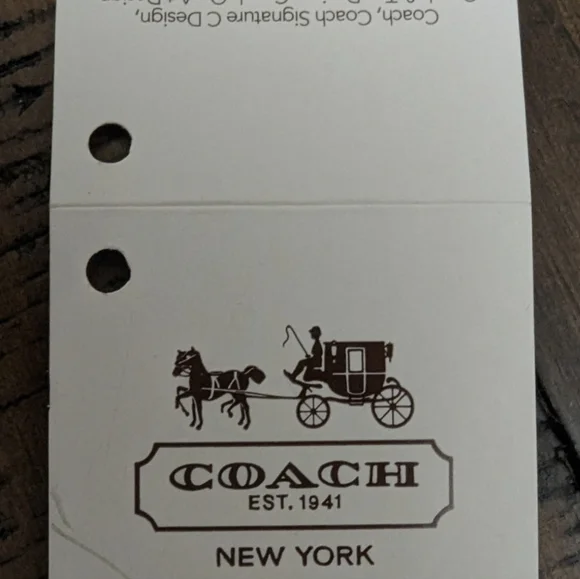 Coach, Coach Signature C Design,
COACH
EST. 1941
NEW YORK